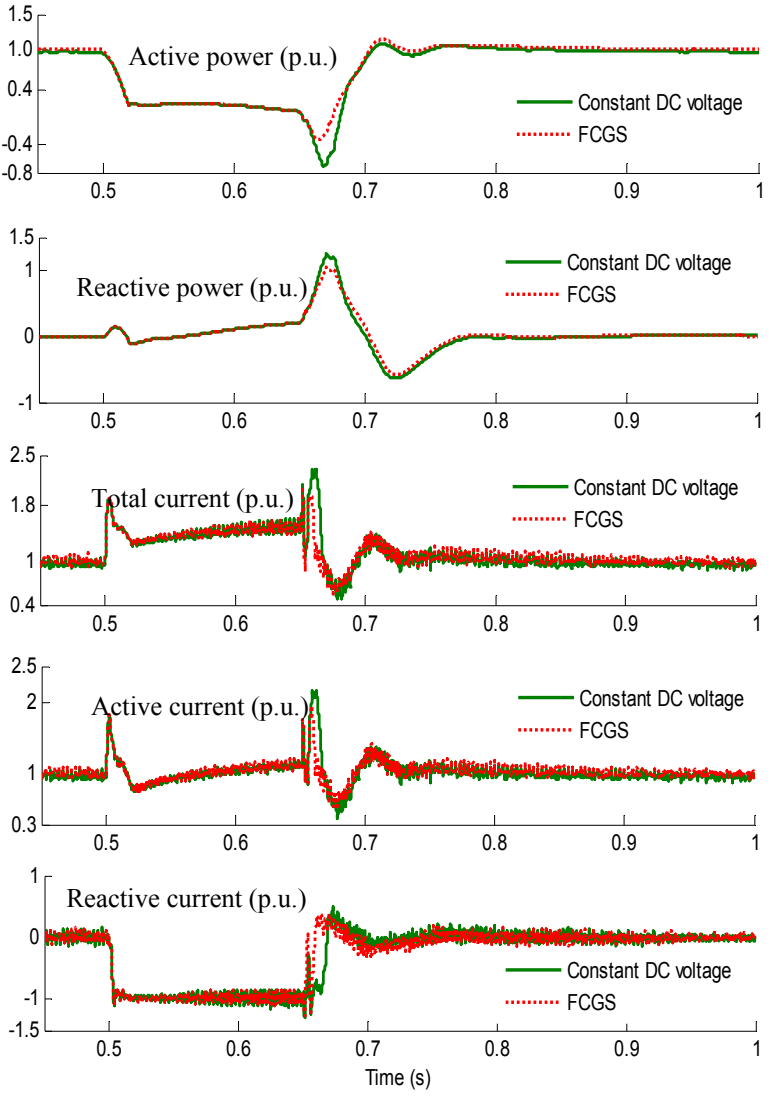 1.5
Active power (p.u.)
1.0
0.4
Constant DC voltage
FCGS
-0.4
-0.8
0.5 0.6 0.7 0.8 0.9 1
1.5
Constant DC voltage
1
Reactive power (p.u.)
FCGS
0
-1
0.5 0.6 0.7 0.8 0.9 1
2.5
Constant DC voltage
1.8
Total current (p.u.)
FCGS
1
0.4
0.5 0.6 0.7 0.8 0.9 1
2.5
Constant DC voltage
2
Active current (p.u.)
FCGS
1
0.3
0.5 0.6 0.7 0.8 0.9 1
1
Reactive current (p.u.)
0
Constant DC voltage
-1
FCGS
-1.5
0.5 0.6 0.7 0.8 0.9 1
Time (s)